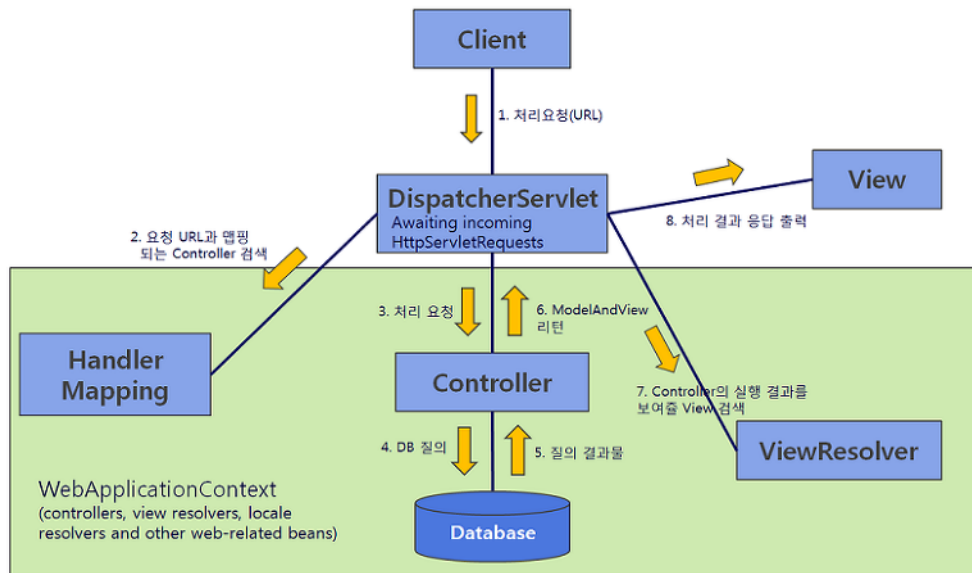 Client
1. 처리요청(URL)
DispatcherServlet
Awaiting incoming
HttpServletRequests
View
8. 처리 결과 응답 출력
2. 요청 URL과 맵핑
되는 Controller 검색
3. 처리 요청
6. ModelAndView
리턴
Handler
Mapping
Controller
7. Controller의 실행 결과를
보여줄 View 검색
4. DB 질의
5. 질의 결과물
ViewResolver
WebApplicationContext
(controllers, view resolvers, locale
resolvers and other web-related beans)
Database